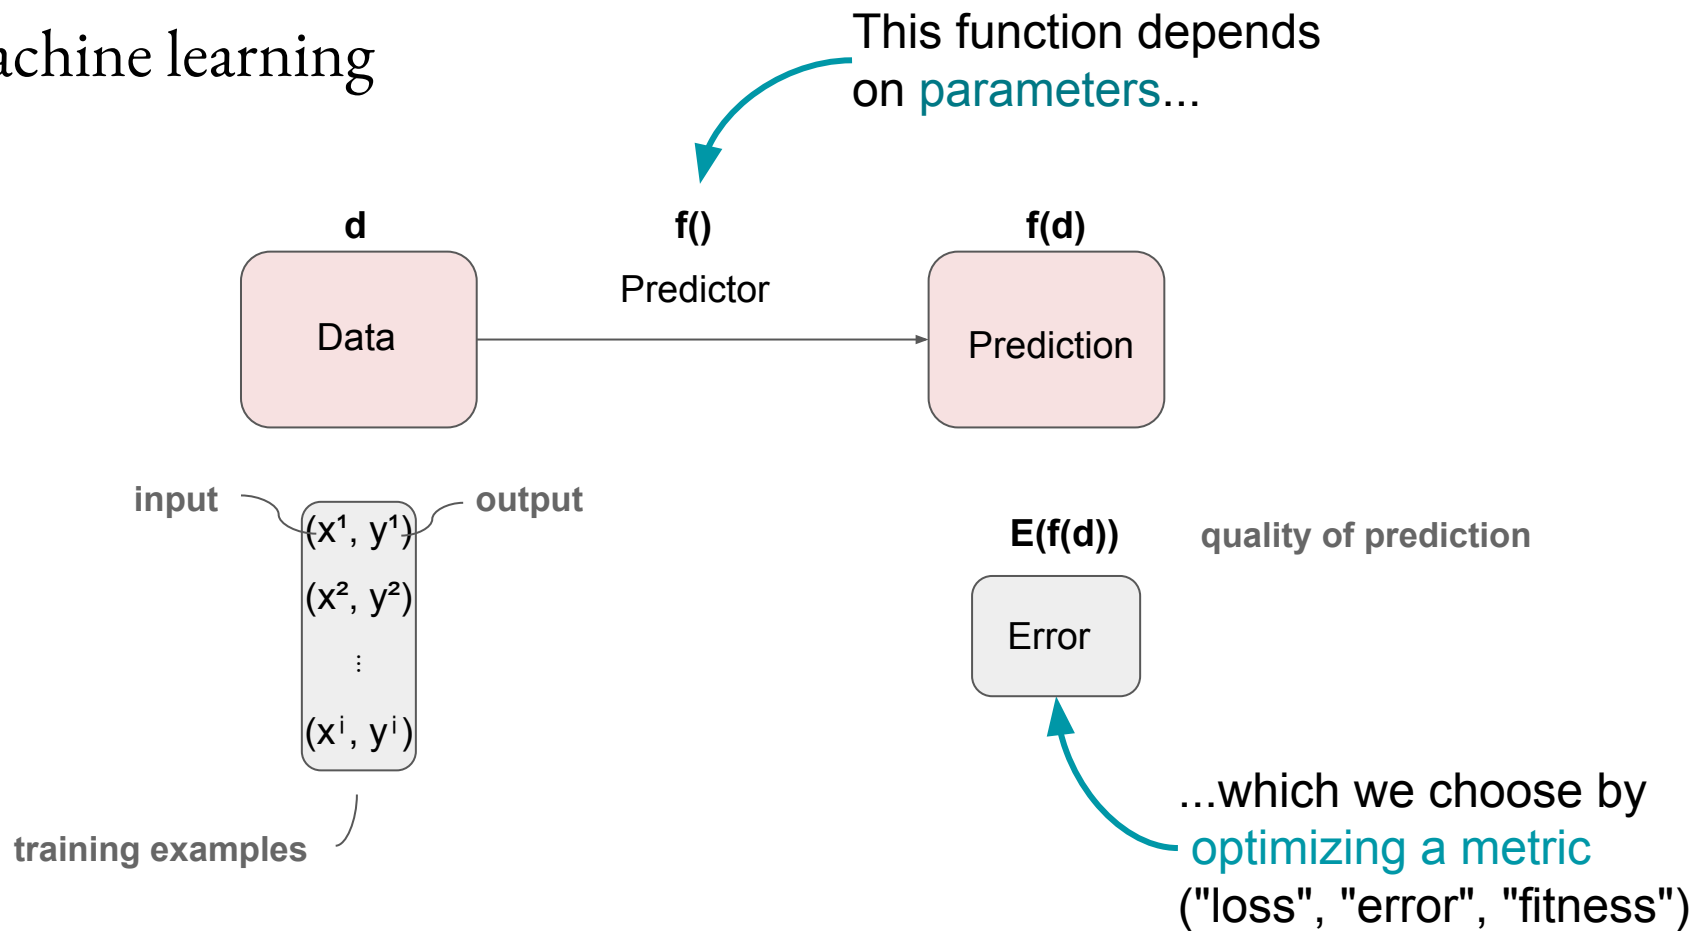 achine learning
This function depends
on parameters...
d
f()
f(d)
Predictor
Data
Prediction
input
output
(x¹, y¹)
(x², y²)
⋮
(xⁱ, yⁱ)
training examples
E(f(d))
quality of prediction
Error
...which we choose by
optimizing a metric
("loss", "error", "fitness")